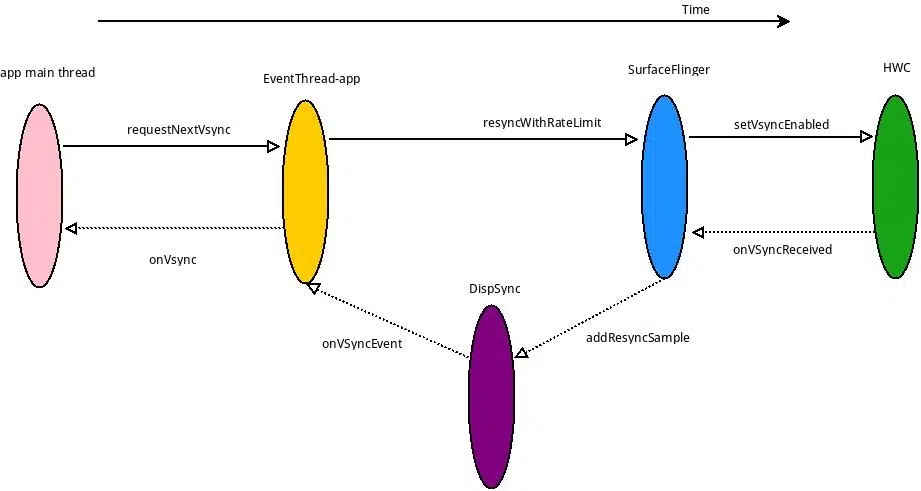 Time
app main thread
EventThread-app
SurfaceFlinger
HWC
requestNextVsync
resyncWithRateLimit
setVsyncEnabled
onVsync
onVSyncReceived
DispSync
onVSyncEvent
addResyncSample